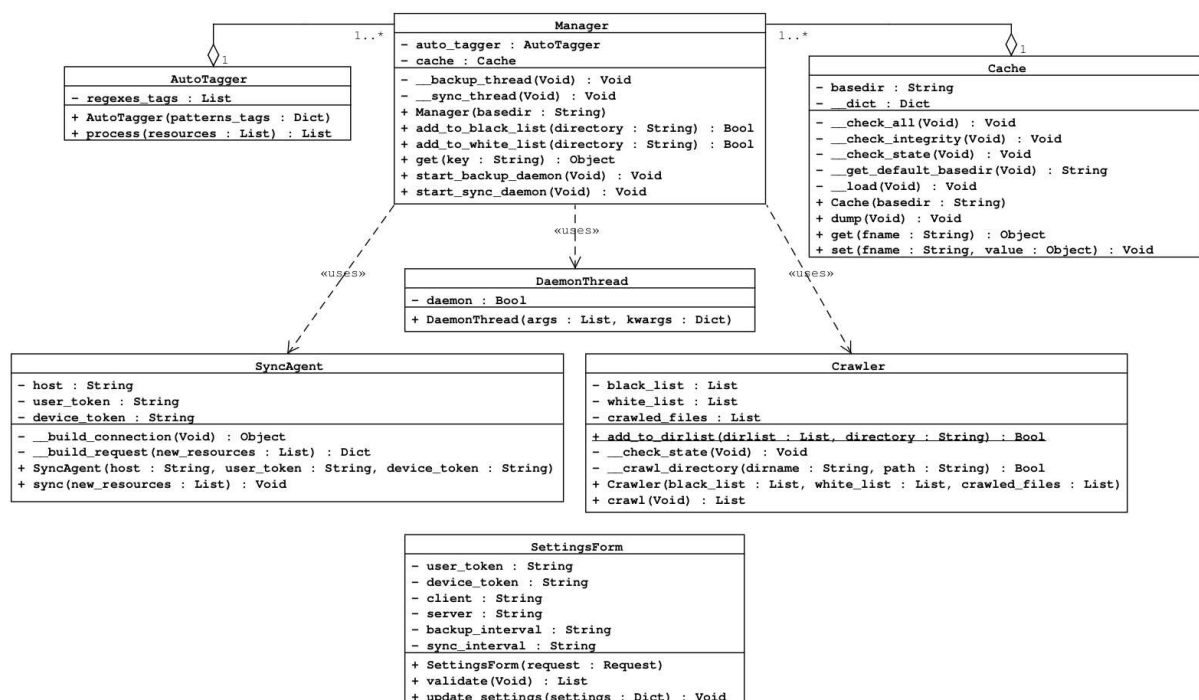 Manager
- auto_tagger : AutoTagger
- cache : Cache
- __backup_thread(Void) : Void
- __sync_thread(Void) : Void
+ Manager(basedir : String)
+ add_to_black_list(directory : String) : Bool
+ add_to_white_list(directory : String) : Bool
+ get(key : String) : Object
+ start_backup_daemon(Void) : Void
+ start_sync_daemon(Void) : Void
1..*
1
1..*
1
AutoTagger
- regexes_tags : List
+ AutoTagger(patterns_tags : Dict)
+ process(resources : List) : List
Cache
- basedir : String
- __dict : Dict
- __check_all(Void) : Void
- __check_integrity(Void) : Void
- __check_state(Void) : Void
- __get_default_basedir(Void) : String
- __load(Void) : Void
+ Cache(basedir : String)
+ dump(Void) : Void
+ get(fname : String) : Object
+ set(fname : String, value : Object) : Void
«uses»
«uses»
«uses»
DaemonThread
- daemon : Bool
+ DaemonThread(args : List, kwargs : Dict)
SyncAgent
- host : String
- user_token : String
- device_token : String
- __build_connection(Void) : Object
- __build_request(new_resources : List) : Dict
+ SyncAgent(host : String, user_token : String, device_token : String)
+ sync(new_resources : List) : Void
Crawler
- black_list : List
- white_list : List
- crawled_files : List
+ add_to_dirlist(dirlist : List, directory : String) : Bool
- __check_state(Void) : Void
- __crawl_directory(dirname : String, path : String) : Bool
+ Crawler(black_list : List, white_list : List, crawled_files : List)
+ crawl(Void) : List
SettingsForm
- user_token : String
- device_token : String
- client : String
- server : String
- backup_interval : String
- sync_interval : String
+ SettingsForm(request : Request)
+ validate(Void) : List
+ update_settings(settings : Dict) : Void